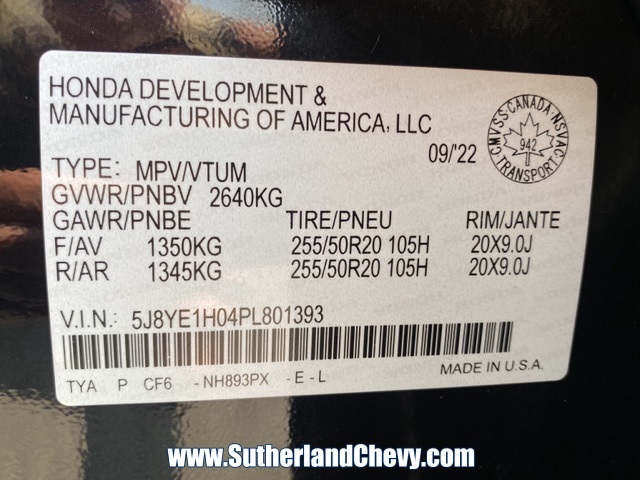 HONDA DEVELOPMENT &
MANUFACTURING OF AMERICA, LLC
09/'22
CMVSS·CANADA·NSVAC
942
TRANSPORT
TYPE: MPV/VTUM
GVWR/PNBV 2640KG
GAWR/PNBE TIRE/PNEU RIM/JANTE
F/AV 1350KG 255/50R20 105H 20X9.0J
R/AR 1345KG 255/50R20 105H 20X9.0J
V.I.N.: 5J8YE1H04PL801393
TYA P CF6 - NH893PX - E - L MADE IN U.S.A.
www.SutherlandChevy.com